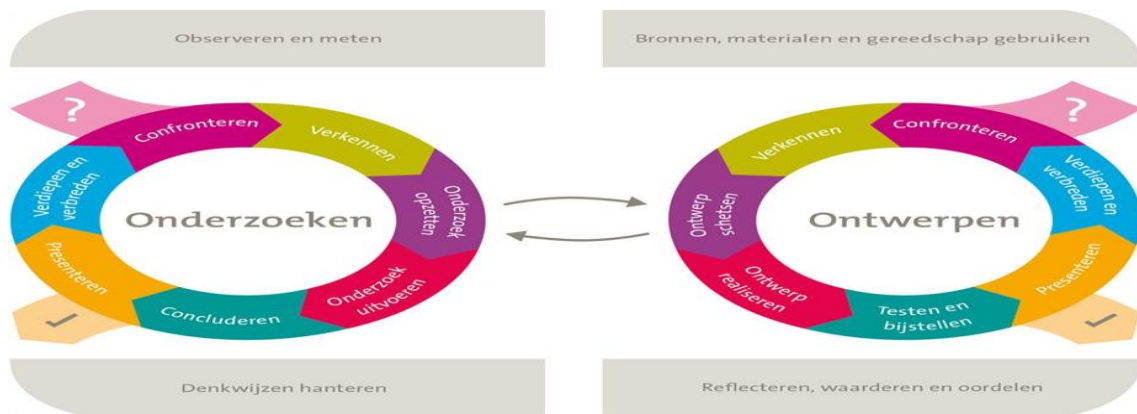 Observeren en meten
Bronnen, materialen en gereedschap gebruiken
?
Confronteren
Verkennen
Onderzoek
opzetten
Onderzoek
uitvoeren
Concluderen
Presenteren
Verdiepen en
verbreden
Onderzoeken
?
Confronteren
Verkennen
Ontwerp
schetsen
Ontwerp
realiseren
Testen en
bijstellen
Presenteren
Verdiepen en
verbreden
Ontwerpen
Denkwijzen hanteren
Reflecteren, waarderen en oordelen